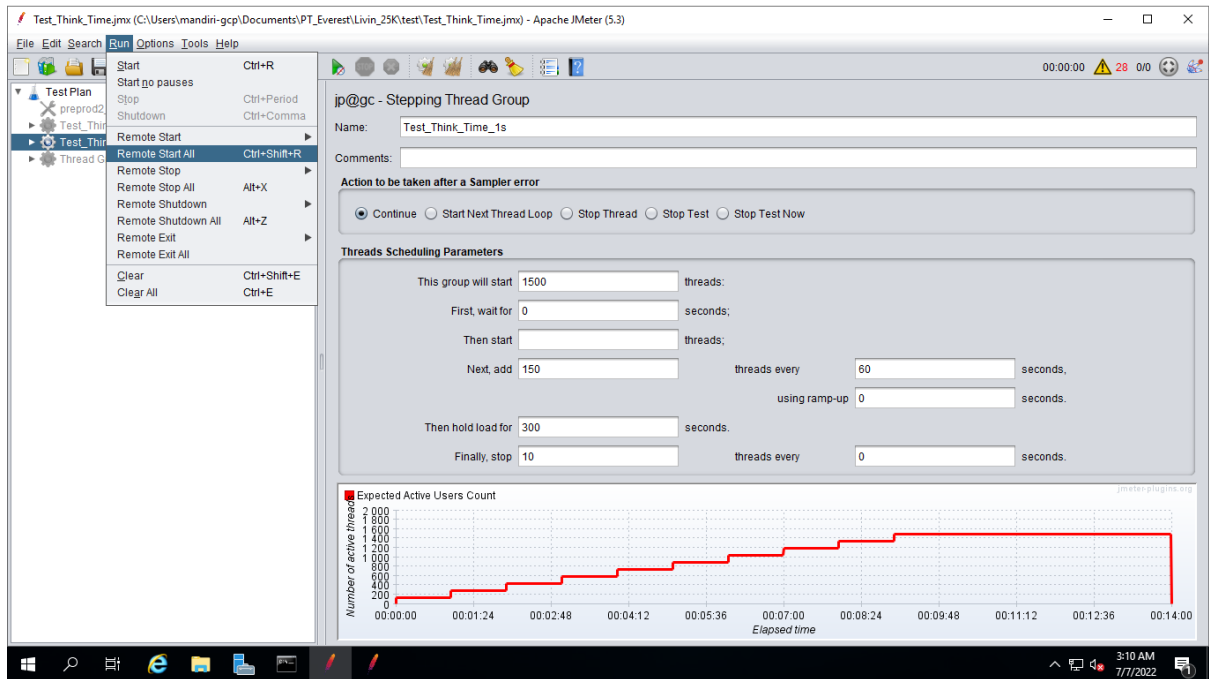 Test_Think_Time.jmx (C:\Users\mandiri-gcp\Documents\PT_Everest\Livin_25K\test\Test_Think_Time.jmx) - Apache JMeter (5.3)
File Edit Search Run Options Tools Help
00:00:00 28 0/0
Start Ctrl+R
Start no pauses
Stop Ctrl+Period
Shutdown Ctrl+Comma
Remote Start
Remote Start All Ctrl+Shift+R
Remote Stop
Remote Stop All Alt+X
Remote Shutdown
Remote Shutdown All Alt+Z
Remote Exit
Remote Exit All
Clear Ctrl+Shift+E
Clear All Ctrl+E
Test Plan
preprod2,
Test_Thin
Test_Thin
Thread G
jp@gc - Stepping Thread Group
Name: Test_Think_Time_1s
Comments:
Action to be taken after a Sampler error
Continue Start Next Thread Loop Stop Thread Stop Test Stop Test Now
Threads Scheduling Parameters
This group will start 1500 threads:
First, wait for 0 seconds;
Then start threads;
Next, add 150 threads every 60 seconds,
using ramp-up 0 seconds.
Then hold load for 300 seconds.
Finally, stop 10 threads every 0 seconds.
Expected Active Users Count
jmeter-plugins.org
Number of active threads
2 000
1 800
1 600
1 400
1 200
1 000
800
600
400
200
0
00:00:00 00:01:24 00:02:48 00:04:12 00:05:36 00:07:00 00:08:24 00:09:48 00:11:12 00:12:36 00:14:00
Elapsed time
3:10 AM
7/7/2022
1